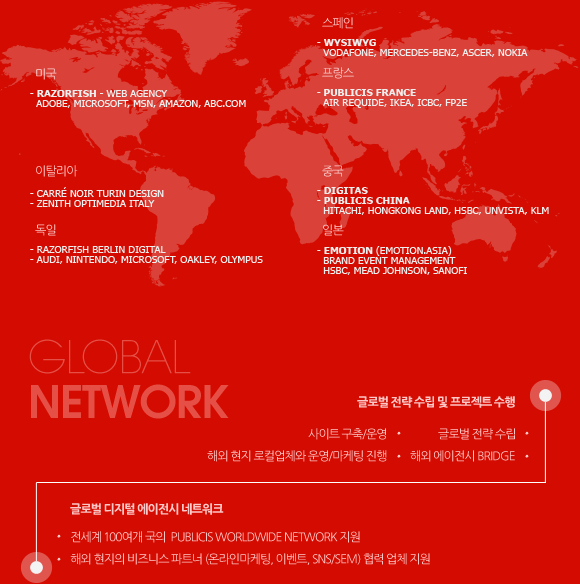 미국
- RAZORFISH - WEB AGENCY
ADOBE, MICROSOFT, MSN, AMAZON, ABC.COM
이탈리아
- CARRÉ NOIR TURIN DESIGN
- ZENITH OPTIMEDIA ITALY
독일
- RAZORFISH BERLIN DIGITAL
- AUDI, NINTENDO, MICROSOFT, OAKLEY, OLYMPUS
스페인
- WYSIWYG
VODAFONE, MERCEDES-BENZ, ASCER, NOKIA
프랑스
- PUBLICIS FRANCE
AIR REQUIDE, IKEA, ICBC, FP2E
중국
- DIGITAS
- PUBLICIS CHINA
HITACHI, HONGKONG LAND, HSBC, UNVISTA, KLM
일본
- EMOTION (EMOTION.ASIA)
BRAND EVENT MANAGEMENT
HSBC, MEAD JOHNSON, SANOFI
GLOBAL
NETWORK
글로벌 전략 수립 및 프로젝트 수행
사이트 구축/운영 • 글로벌 전략 수립 •
해외 현지 로컬업체와 운영/마케팅 진행 • 해외 에이전시 BRIDGE •
글로벌 디지털 에이전시 네트워크
• 전세계 100여개 국의 PUBLICIS WORLDWIDE NETWORK 지원
• 해외 현지의 비즈니스 파트너 (온라인마케팅, 이벤트, SNS/SEM) 협력 업체 지원